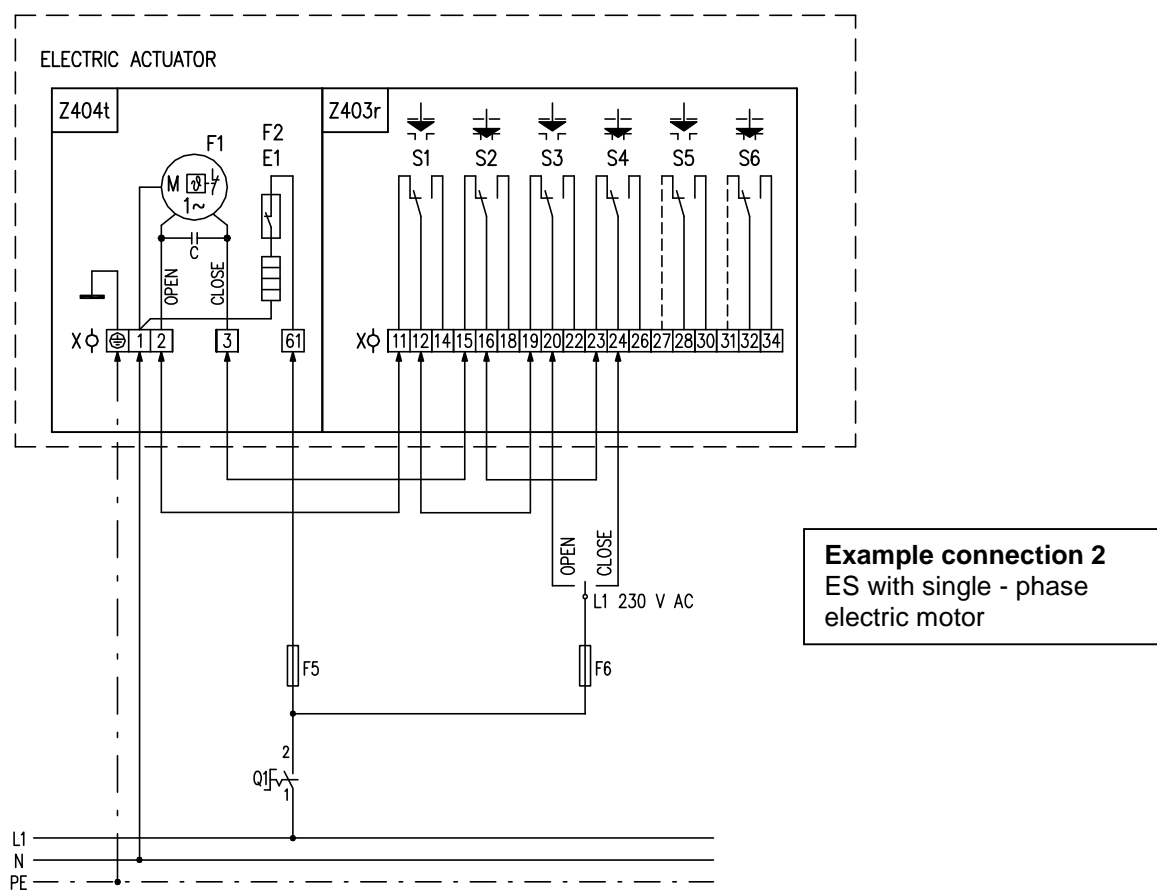 ELECTRIC ACTUATOR
Z404t
Z403r
F1
F2
E1
M ϑ
1~
C
OPEN
CLOSE
S1 S2 S3 S4 S5 S6
X 1 2 3 61
X 11 12 14 15 16 18 19 20 22 23 24 26 27 28 30 31 32 34
OPEN
CLOSE
L1 230 V AC
Example connection 2
ES with single - phase
electric motor
F5
F6
2
Q1
1
L1
N
PE